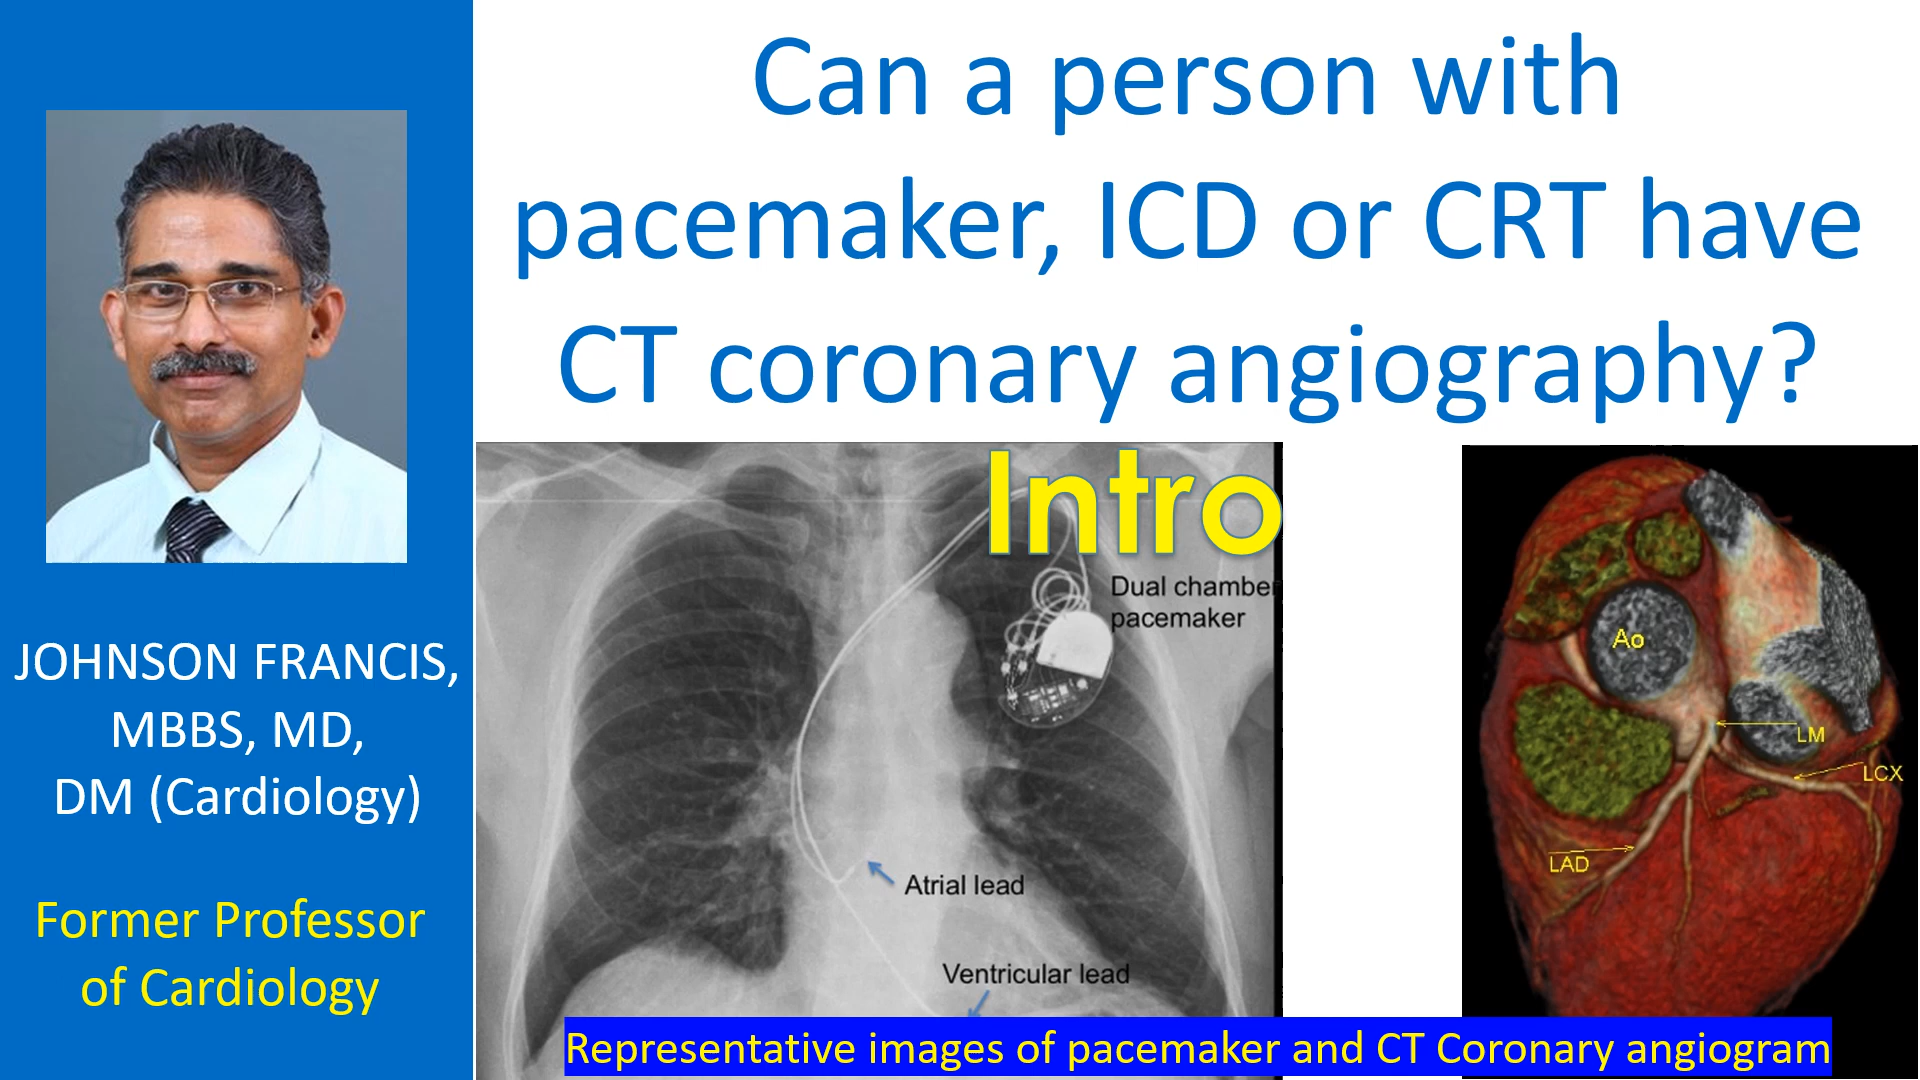 Can a person with
pacemaker, ICD or CRT have
CT coronary angiography?
JOHNSON FRANCIS,
MBBS, MD,
DM (Cardiology)
Former Professor
of Cardiology
Intro
Dual chamber
pacemaker
Atrial lead
Ventricular lead
Ao
LM
LCX
LAD
Representative images of pacemaker and CT Coronary angiogram